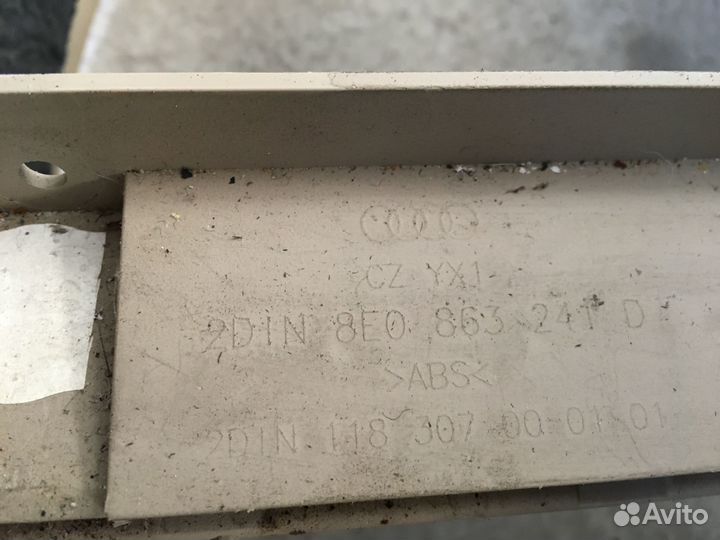 CZ YX1
2DIN 8E0 863 241 D
>ABS<
2DIN 118 307 00 01 01
Avito